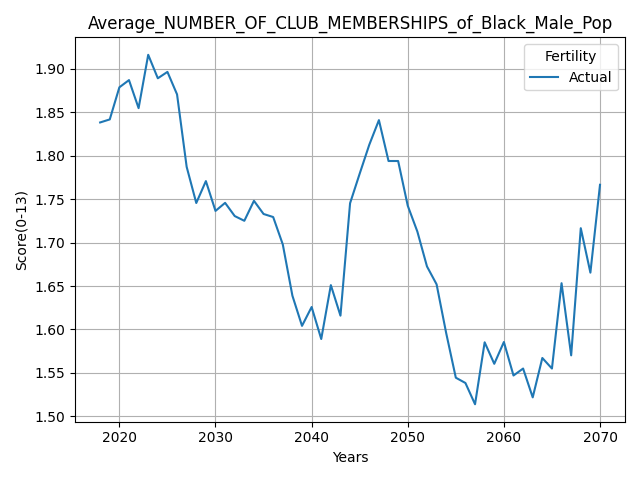 Average_NUMBER_OF_CLUB_MEMBERSHIPS_of_Black_Male_Pop
Fertility
Actual
Score(0-13)
1.90
1.85
1.80
1.75
1.70
1.65
1.60
1.55
1.50
2020 2030 2040 2050 2060 2070
Years